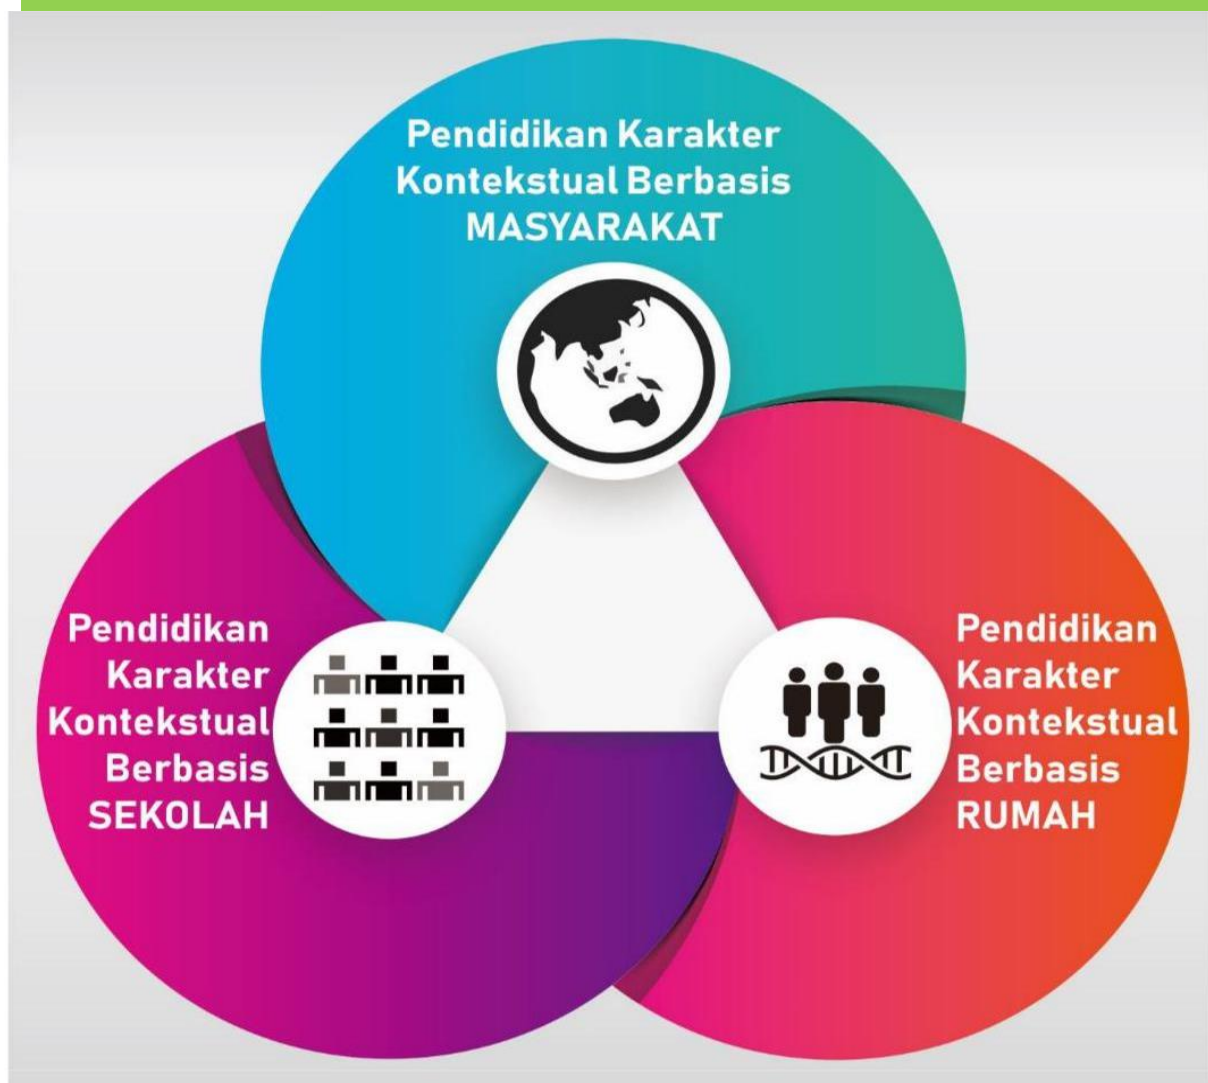 Pendidikan Karakter
Kontekstual Berbasis
MASYARAKAT
Pendidikan
Karakter
Kontekstual
Berbasis
SEKOLAH
Pendidikan
Karakter
Kontekstual
Berbasis
RUMAH